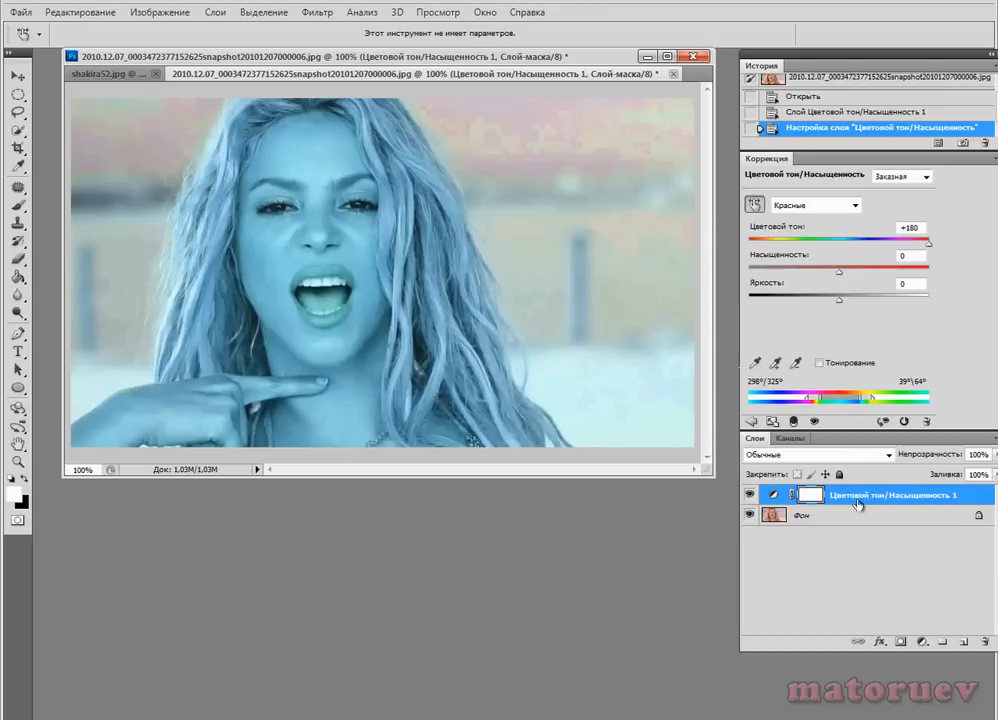 Файл Редактирование Изображение Слои Выделение Фильтр Анализ 3D Просмотр Окно Справка
Этот инструмент не имеет параметров.
2010.12.07_0003472377152625snapshot20101207000006.jpg @ 100% (Цветовой тон/Насыщенность 1, Слой-маска/8) *
shakira52.jpg @ ...
2010.12.07_0003472377152625snapshot20101207000006.jpg @ 100% (Цветовой тон/Насыщенность 1, Слой-маска/8) *
100%
Док: 1,03M/1,03M
История
2010.12.07_0003472377152625snapshot20101207000006.jpg
Открыть
Слой Цветовой тон/Насыщенность 1
Настройка слоя "Цветовой тон/Насыщенность"
Коррекция
Цветовой тон/Насыщенность Заказная
Красные
Цветовой тон: +180
Насыщенность: 0
Яркость: 0
Тонирование
298°/325° 39°\64°
Слои Каналы
Обычные Непрозрачность: 100%
Закрепить: Заливка: 100%
Цветовой тон/Насыщенность 1
Фон
matoruev